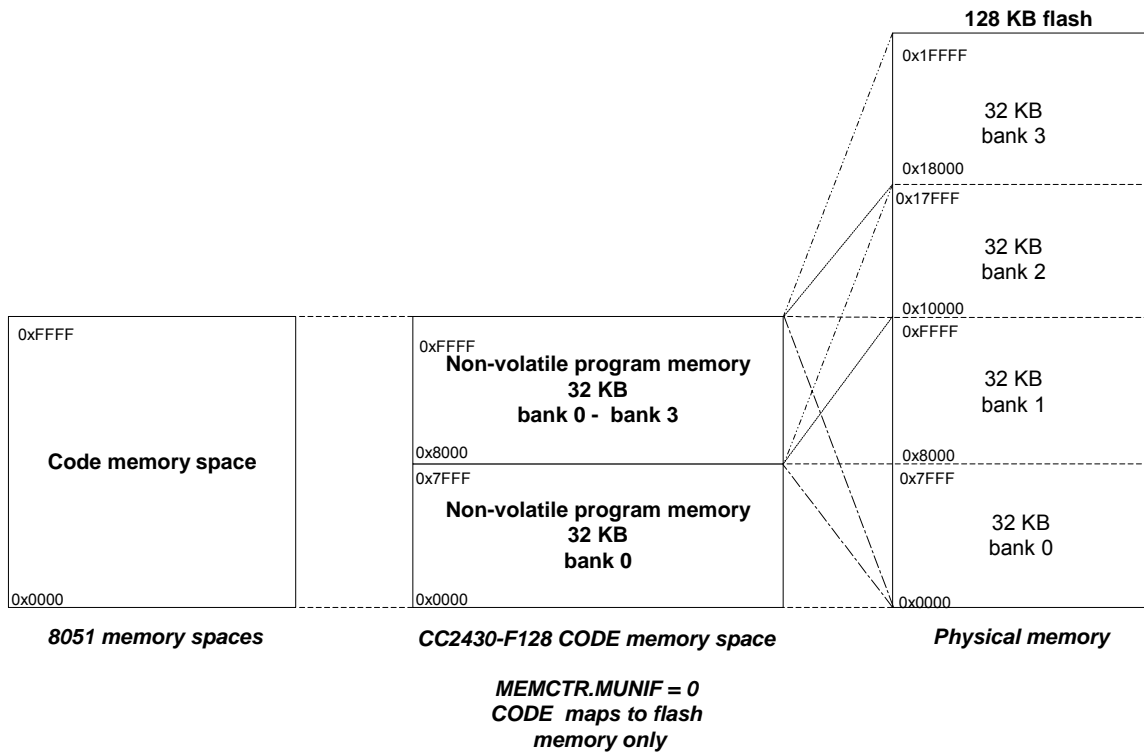 128 KB flash
0x1FFFF
32 KB
bank 3
0x18000
0x17FFF
32 KB
bank 2
0x10000
0xFFFF
0xFFFF
0xFFFF
Non-volatile program memory
32 KB
bank 0 - bank 3
32 KB
bank 1
Code memory space
0x8000
0x8000
0x7FFF
0x7FFF
Non-volatile program memory
32 KB
bank 0
32 KB
bank 0
0x0000
0x0000
0x0000
8051 memory spaces
CC2430-F128 CODE memory space
Physical memory
MEMCTR.MUNIF = 0
CODE maps to flash
memory only